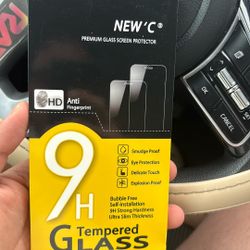 NEW'C®
PREMIUM GLASS SCREEN PROTECTOR
HD
Anti
Fingerprint
Smudge Proof
Eye Protection
Delicate Touch
Explosion Proof
9H
Bubble Free
Self-installation
9H Strong Hardness
Ultra Slim Thickness
Tempered
GLASS
CANCEL